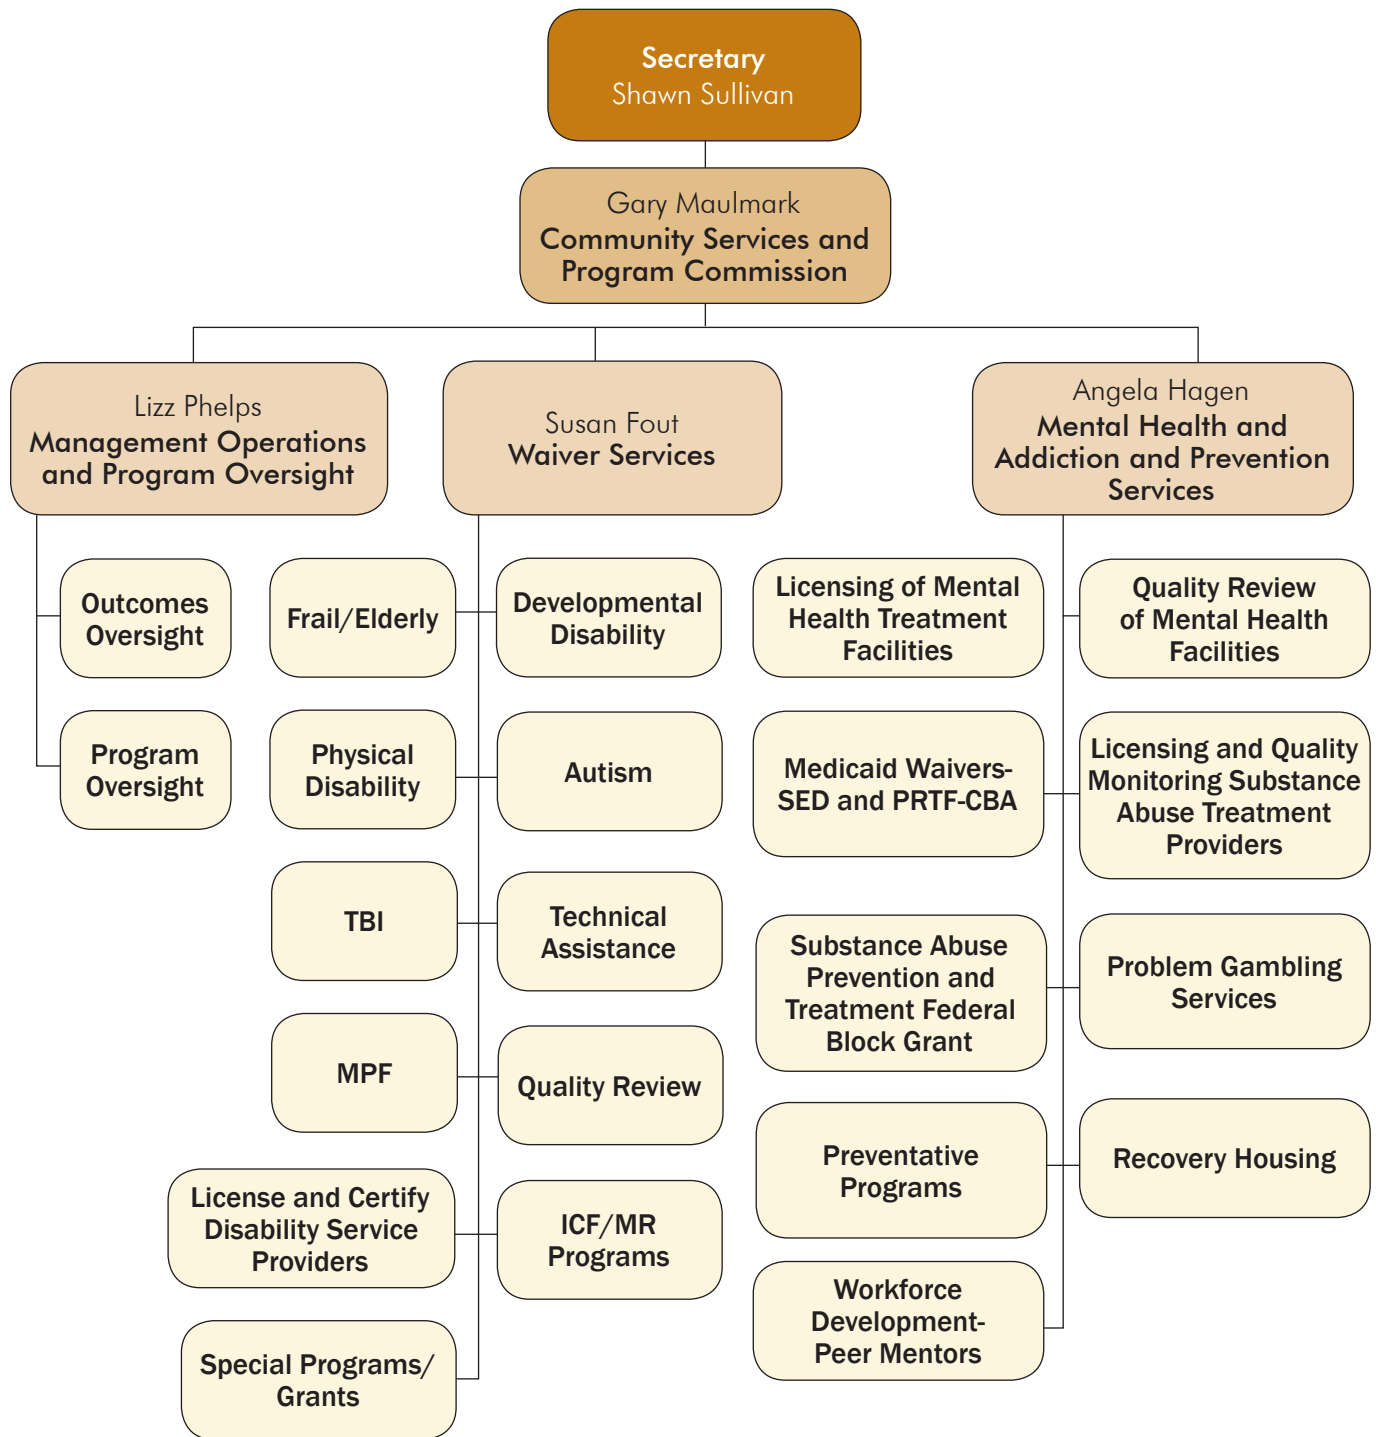 Secretary
Shawn Sullivan
Gary Maulmark
Community Services and
Program Commission
Lizz Phelps
Management Operations
and Program Oversight
Susan Fout
Waiver Services
Angela Hagen
Mental Health and
Addiction and Prevention
Services
Outcomes
Oversight
Program
Oversight
Frail/Elderly
Developmental
Disability
Physical
Disability
Autism
TBI
Technical
Assistance
MPF
Quality Review
License and Certify
Disability Service
Providers
ICF/MR
Programs
Special Programs/
Grants
Licensing of Mental
Health Treatment
Facilities
Quality Review
of Mental Health
Facilities
Medicaid Waivers-
SED and PRTF-CBA
Licensing and Quality
Monitoring Substance
Abuse Treatment
Providers
Substance Abuse
Prevention and
Treatment Federal
Block Grant
Problem Gambling
Services
Preventative
Programs
Recovery Housing
Workforce
Development-
Peer Mentors